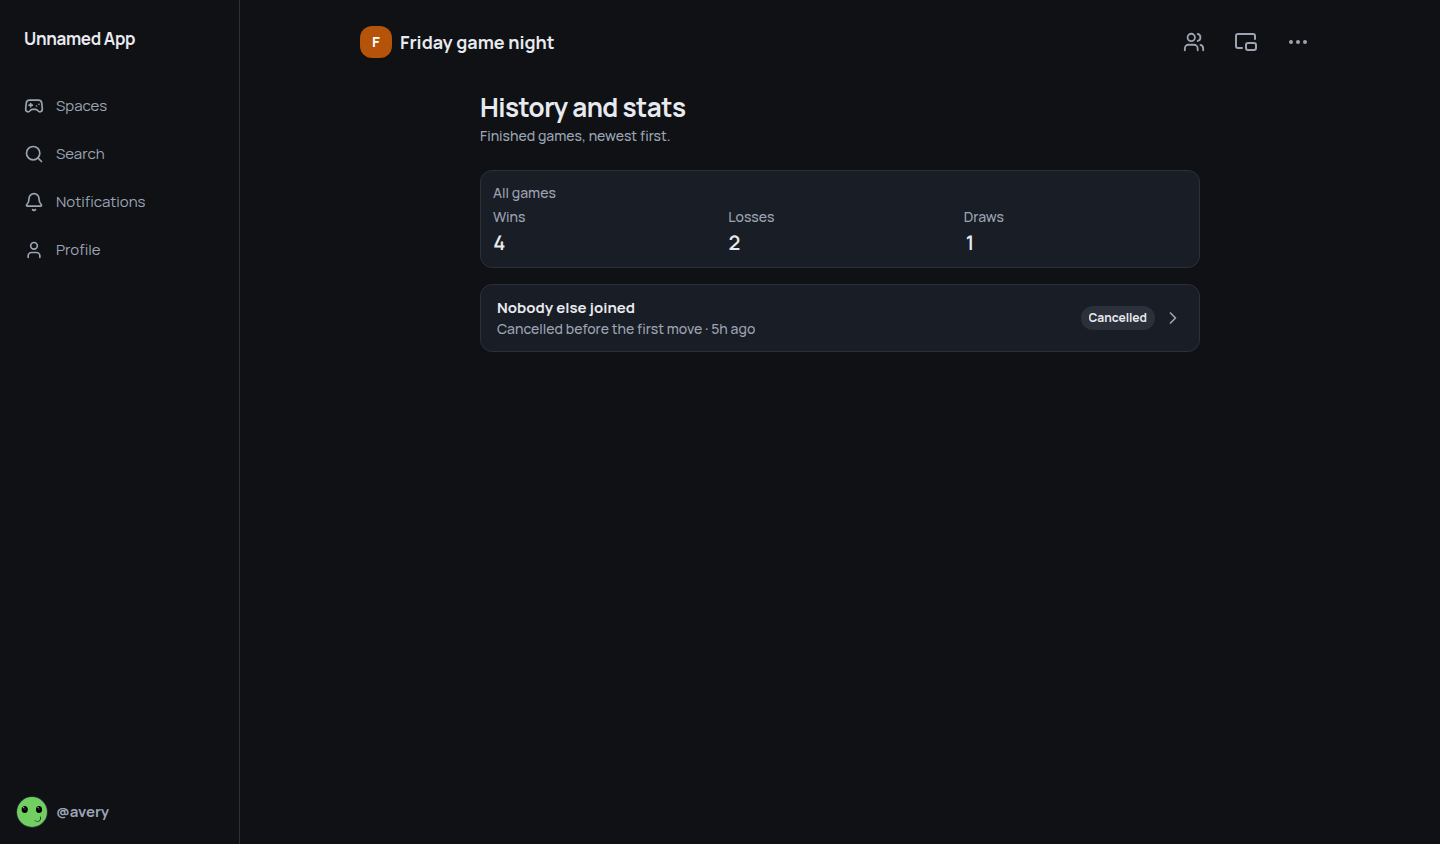 Unnamed App
Spaces
Search
Notifications
Profile
@avery
F Friday game night
History and stats
Finished games, newest first.
All games
Wins Losses Draws
4 2 1
Nobody else joined
Cancelled before the first move · 5h ago
Cancelled